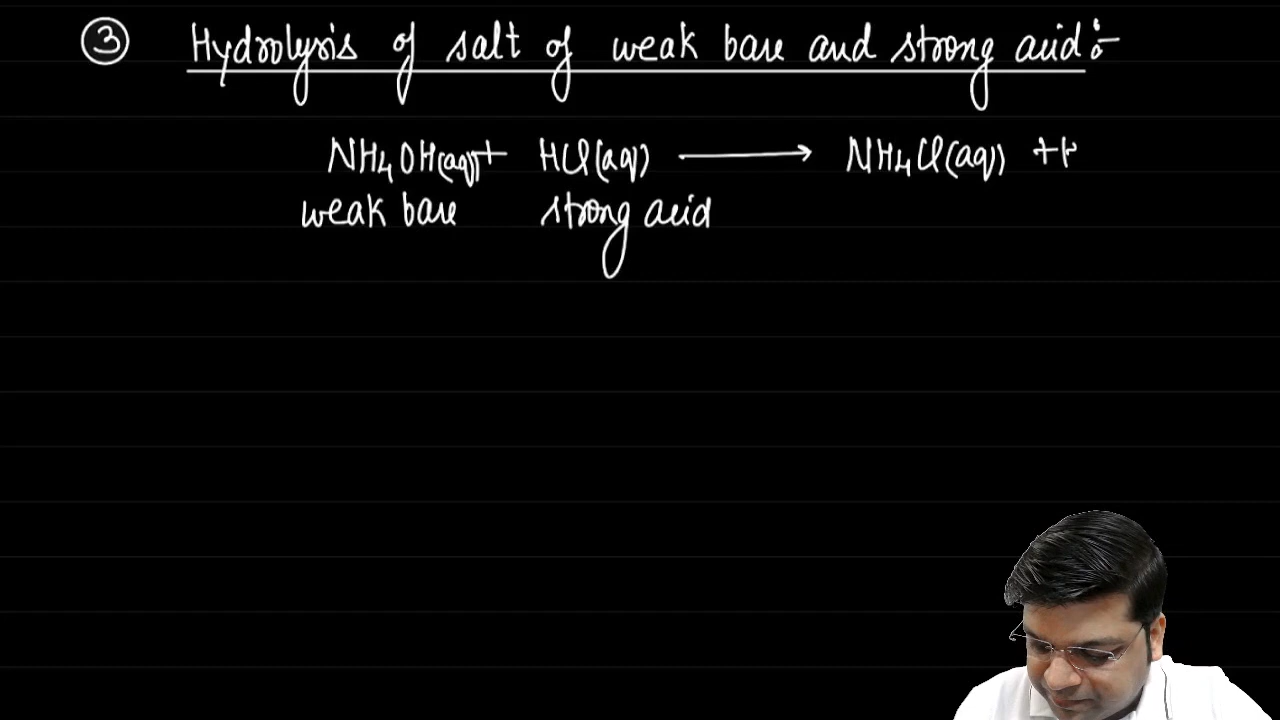 ③ Hydrolysis of salt of weak base and strong acid:-
NH₄OH(aq) + HCl(aq) ⟶ NH₄Cl(aq) +
weak base strong acid